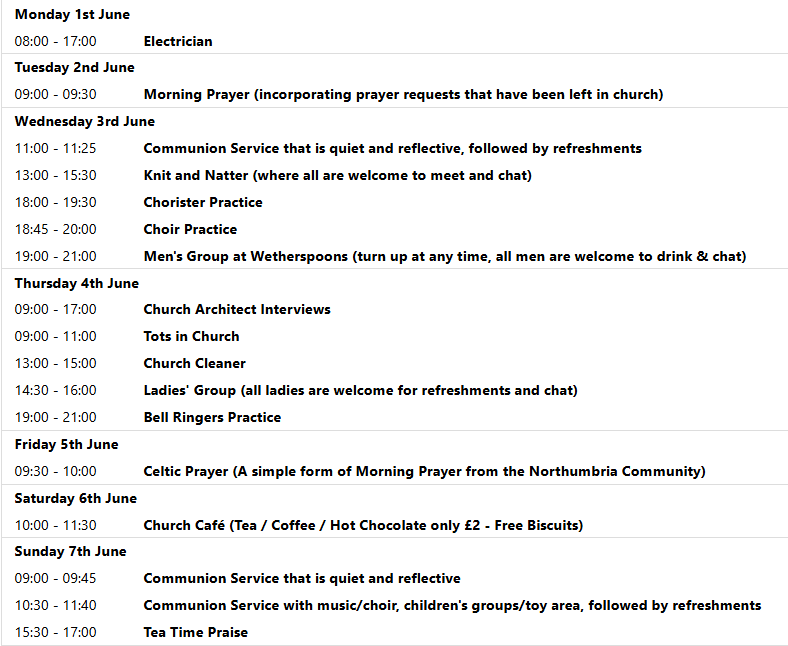 Monday 1st June
08:00 - 17:00 Electrician
Tuesday 2nd June
09:00 - 09:30 Morning Prayer (incorporating prayer requests that have been left in church)
Wednesday 3rd June
11:00 - 11:25 Communion Service that is quiet and reflective, followed by refreshments
13:00 - 15:30 Knit and Natter (where all are welcome to meet and chat)
18:00 - 19:30 Chorister Practice
18:45 - 20:00 Choir Practice
19:00 - 21:00 Men's Group at Wetherspoons (turn up at any time, all men are welcome to drink & chat)
Thursday 4th June
09:00 - 17:00 Church Architect Interviews
09:00 - 11:00 Tots in Church
13:00 - 15:00 Church Cleaner
14:30 - 16:00 Ladies' Group (all ladies are welcome for refreshments and chat)
19:00 - 21:00 Bell Ringers Practice
Friday 5th June
09:30 - 10:00 Celtic Prayer (A simple form of Morning Prayer from the Northumbria Community)
Saturday 6th June
10:00 - 11:30 Church Café (Tea / Coffee / Hot Chocolate only £2 - Free Biscuits)
Sunday 7th June
09:00 - 09:45 Communion Service that is quiet and reflective
10:30 - 11:40 Communion Service with music/choir, children's groups/toy area, followed by refreshments
15:30 - 17:00 Tea Time Praise